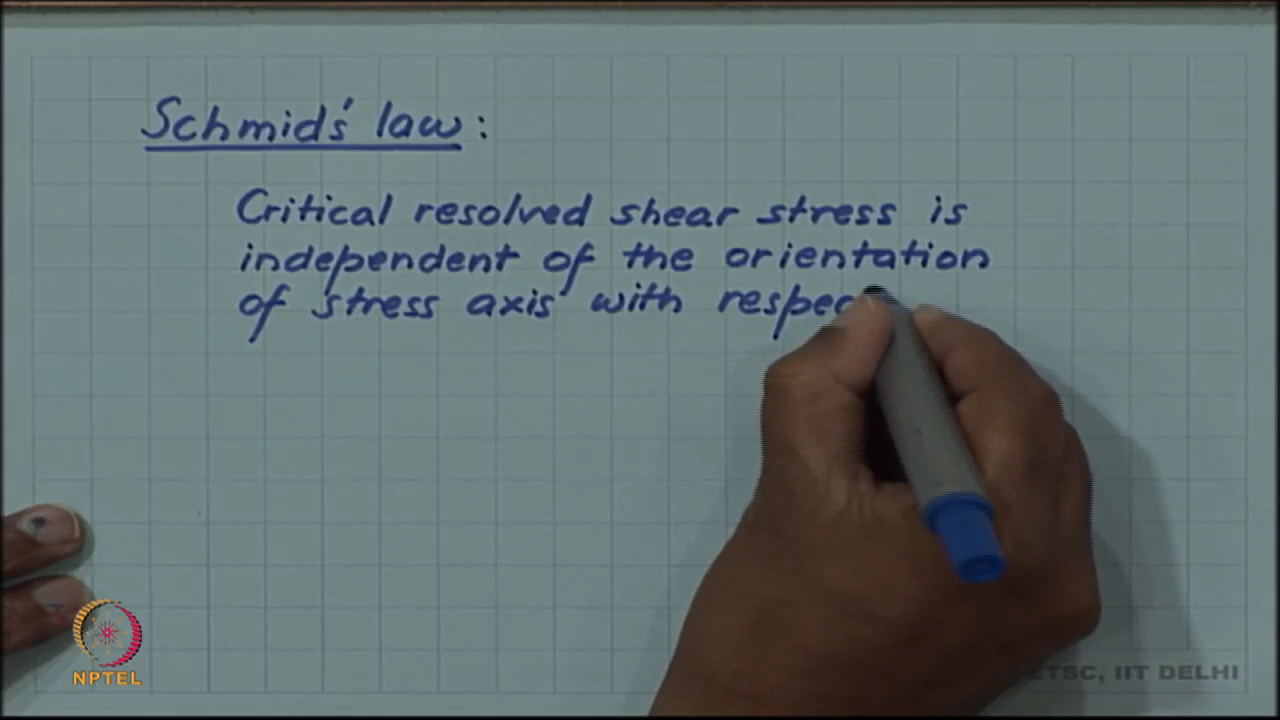 Schmid's law:
Critical resolved shear stress is
independent of the orientation
of stress axis with respec
NPTEL
ETSC, IIT DELHI